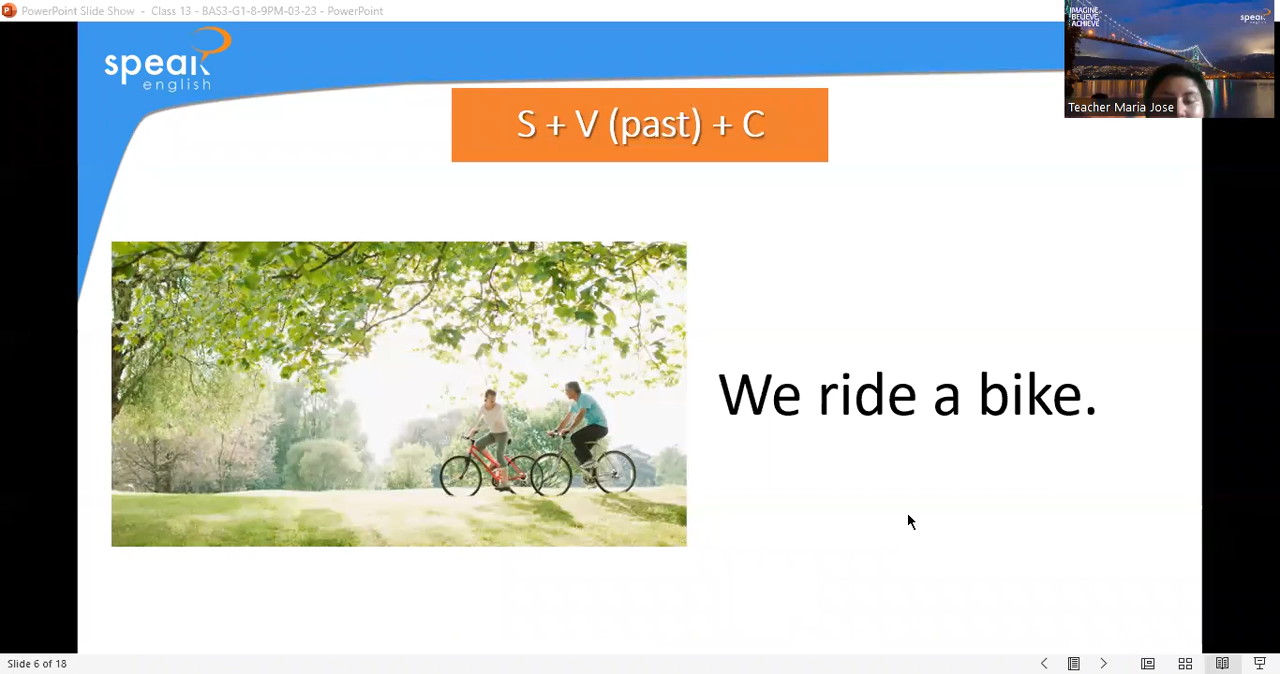 PowerPoint Slide Show - Class 13 - BAS3-G1-8-9PM-03-23 - PowerPoint
IMAGINE
BELIEVE
ACHIEVE
speak
Teacher Maria Jose
speak
english
S + V (past) + C
We ride a bike.
Slide 6 of 18